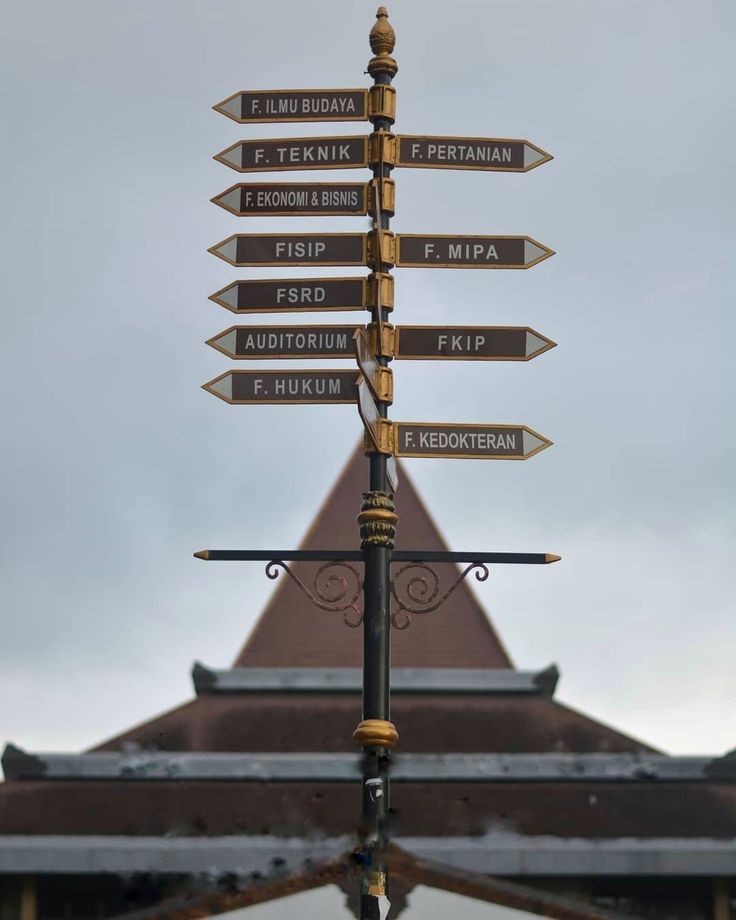 F. ILMU BUDAYA
F. TEKNIK
F. PERTANIAN
F. EKONOMI & BISNIS
FISIP
F. MIPA
FSRD
AUDITORIUM
FKIP
F. HUKUM
F. KEDOKTERAN